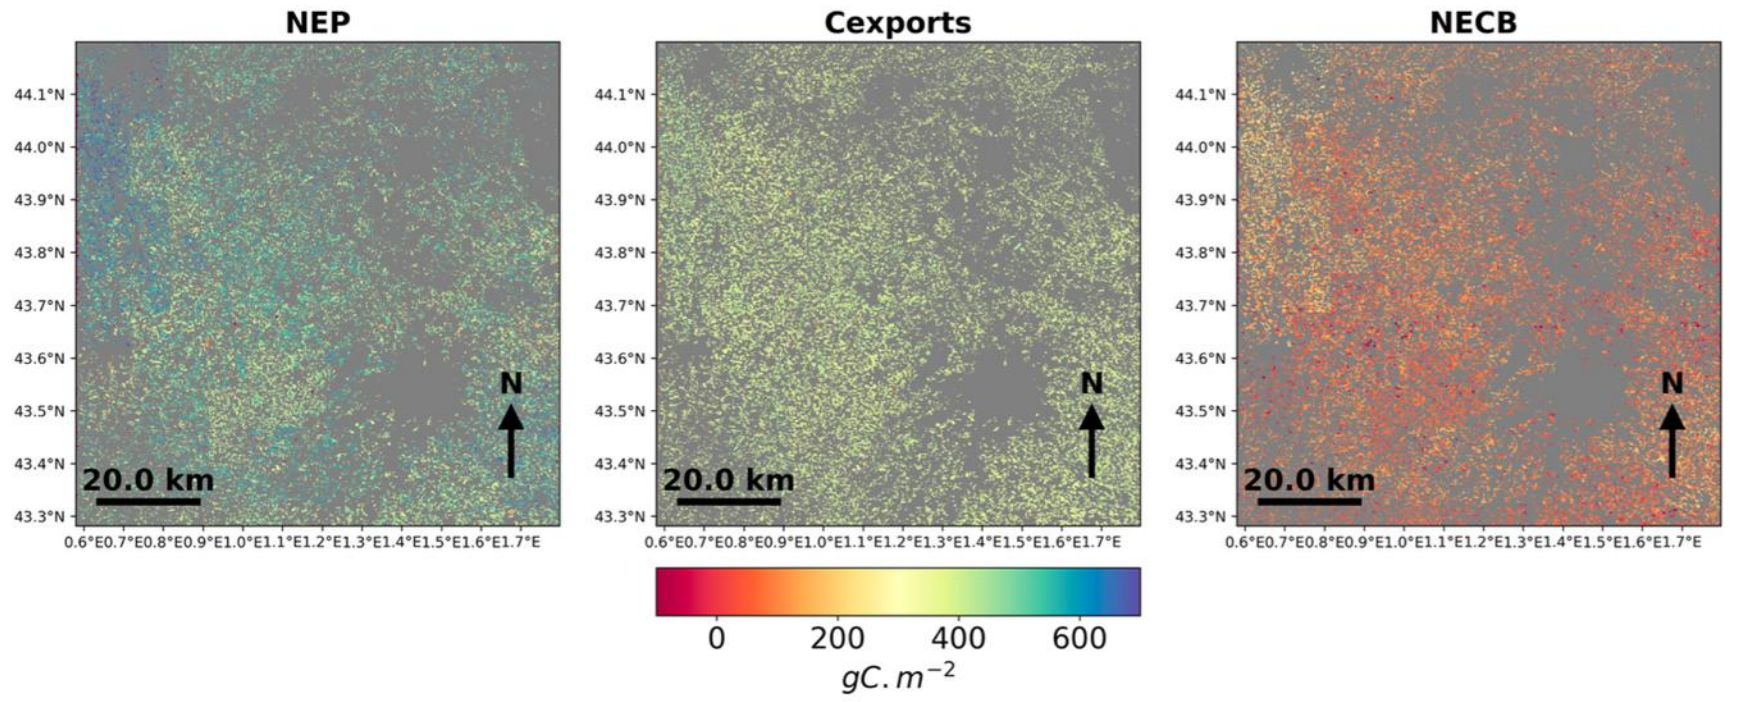 NEP Cexports NECB
44.1°N 44.1°N 44.1°N
44.0°N 44.0°N 44.0°N
43.9°N 43.9°N 43.9°N
43.8°N 43.8°N 43.8°N
43.7°N 43.7°N 43.7°N
43.6°N 43.6°N 43.6°N
N N N
43.5°N 43.5°N 43.5°N
43.4°N 43.4°N 43.4°N
20.0 km 20.0 km 20.0 km
43.3°N 43.3°N 43.3°N
0.6°E0.7°E0.8°E0.9°E1.0°E1.1°E1.2°E1.3°E1.4°E1.5°E1.6°E1.7°E 0.6°E0.7°E0.8°E0.9°E1.0°E1.1°E1.2°E1.3°E1.4°E1.5°E1.6°E1.7°E 0.6°E0.7°E0.8°E0.9°E1.0°E1.1°E1.2°E1.3°E1.4°E1.5°E1.6°E1.7°E
0 200 400 600
gC.m⁻²